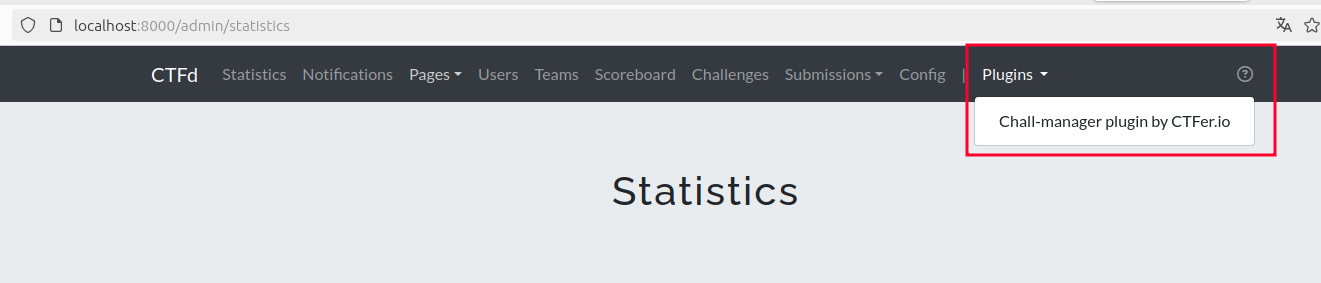 localhost:8000/admin/statistics
CTFd Statistics Notifications Pages Users Teams Scoreboard Challenges Submissions Config | Plugins
Chall-manager plugin by CTFer.io
Statistics